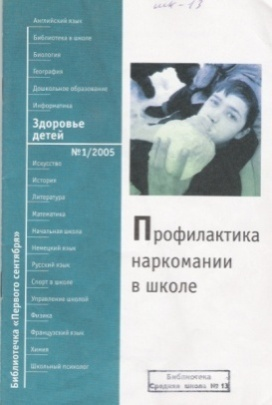 шк-13
Английский язык
Библиотека в школе
Биология
География
Дошкольное образование
Информатика
Здоровье
детей
№1/2005
Искусство
История
Литература
Математика
Начальная школа
Немецкий язык
Русский язык
Спорт в школе
Управление школой
Физика
Французский язык
Химия
Школьный психолог
Библиотечка «Первого сентября»
Профилактика
наркомании
в школе
Библиотека
Средняя школа № 13